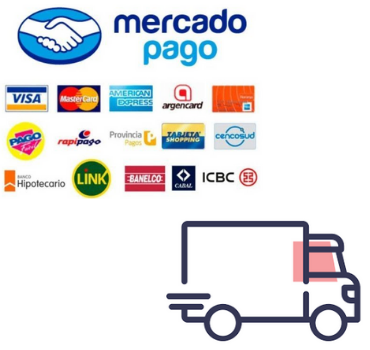 mercado
pago
VISA MasterCard AMERICAN EXPRESS argencard
PAGO fácil rapipago Provincia Pagos TARJETA SHOPPING cencosud
BANCO Hipotecario LINK BANELCO CABAL ICBC